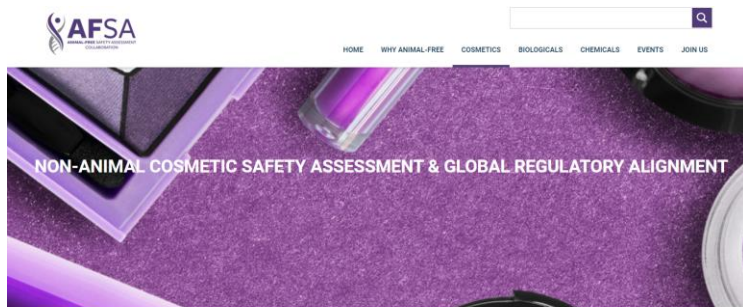 AFSA
ANIMAL-FREE SAFETY ASSESSMENT
COLLABORATION
HOME WHY ANIMAL-FREE COSMETICS BIOLOGICALS CHEMICALS EVENTS JOIN US
NON-ANIMAL COSMETIC SAFETY ASSESSMENT & GLOBAL REGULATORY ALIGNMENT